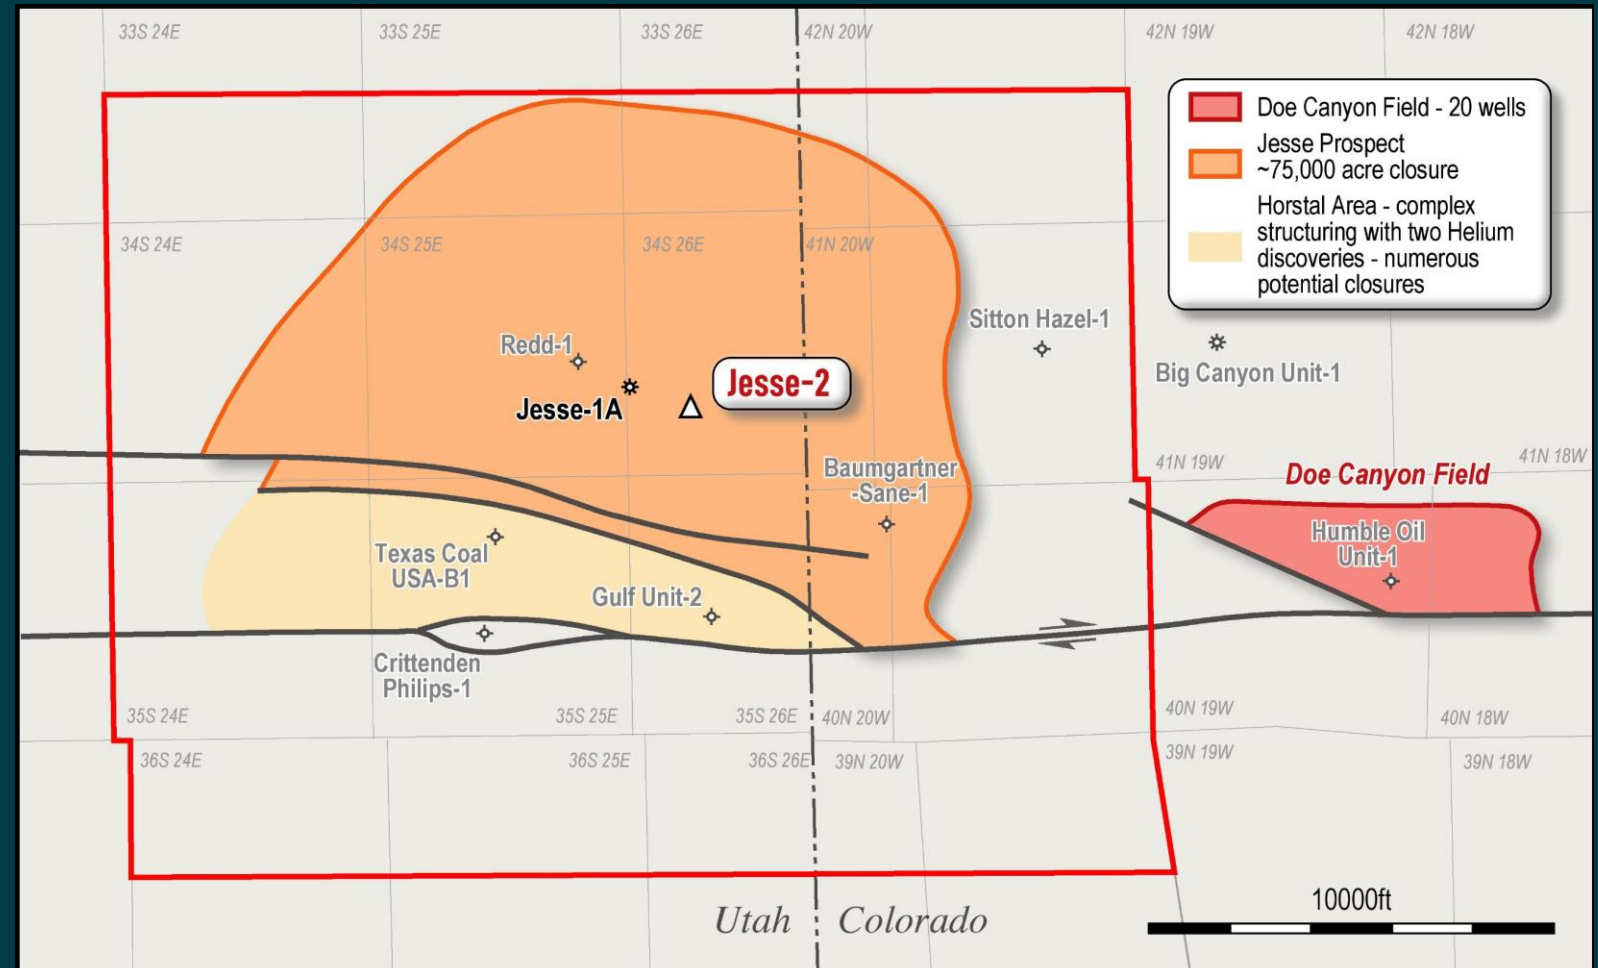 33S 24E
33S 25E
33S 26E
42N 20W
42N 19W
42N 18W
Doe Canyon Field - 20 wells
Jesse Prospect
~75,000 acre closure
Horstal Area - complex
structuring with two Helium
discoveries - numerous
potential closures
34S 24E
34S 25E
34S 26E
41N 20W
Sitton Hazel-1
Redd-1
Big Canyon Unit-1
Jesse-2
Jesse-1A
Baumgartner
-Sane-1
41N 19W
41N 18W
Doe Canyon Field
Humble Oil
Unit-1
Texas Coal
USA-B1
Gulf Unit-2
Crittenden
Philips-1
35S 24E
35S 25E
35S 26E
40N 20W
40N 19W
40N 18W
36S 24E
36S 25E
36S 26E
39N 20W
39N 19W
39N 18W
10000ft
Utah
Colorado